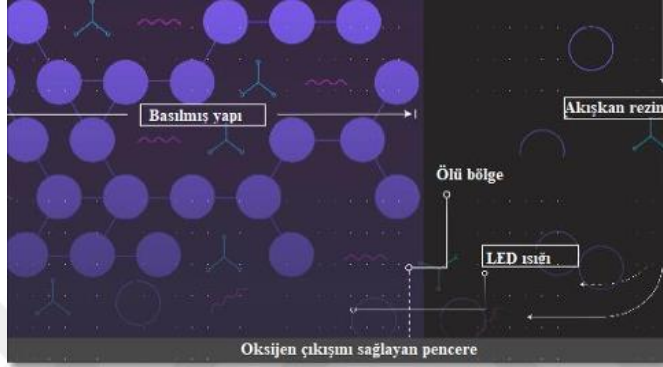 Akışkan rezin
Basılmış yapı
Ölü bölge
LED ısığı
Oksijen çıkışını sağlayan pencere